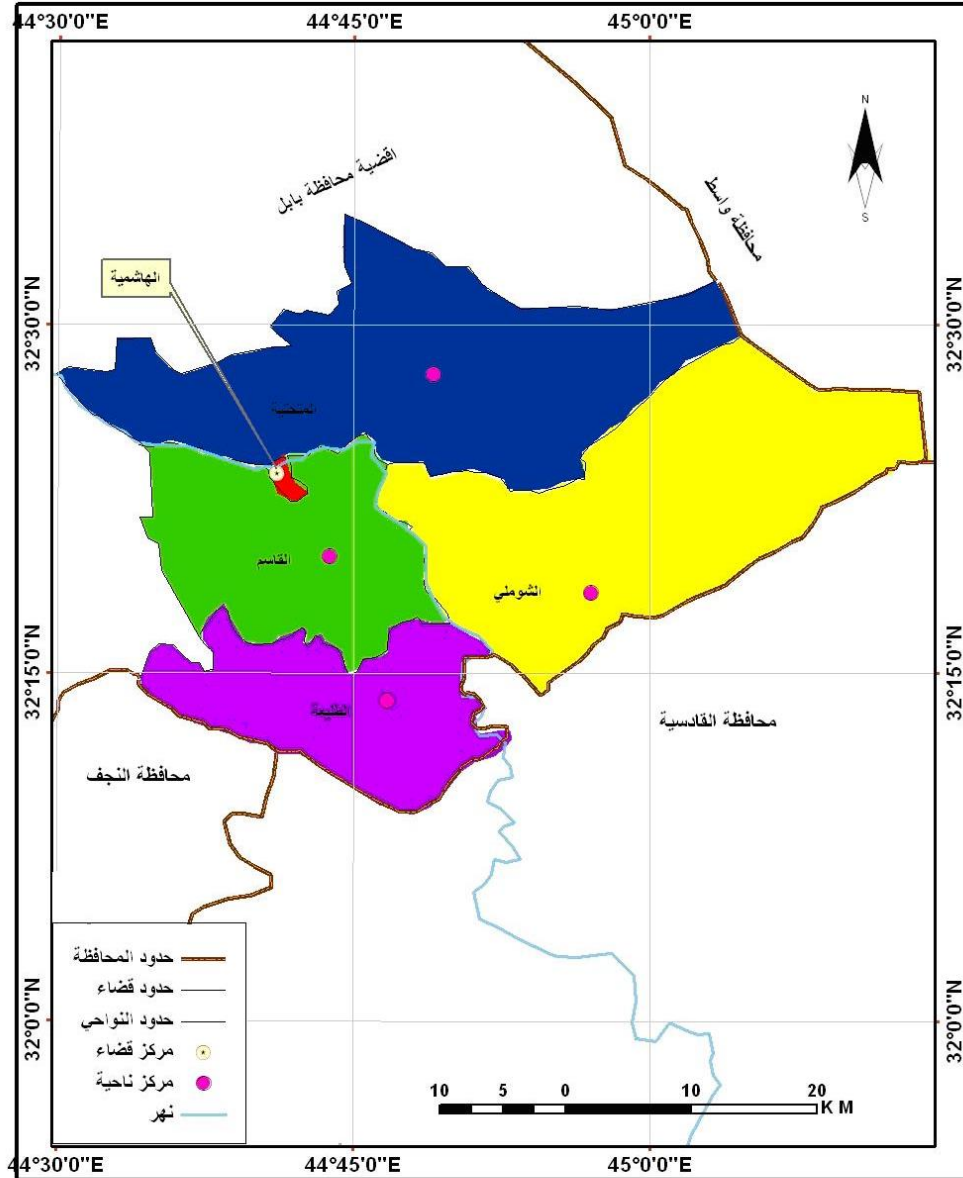 44°30'0"E 44°45'0"E 45°0'0"E
N
S
اقضية محافظة بابل
محافظة واسط
الهاشمية
32°30'0"N 32°30'0"N
المدحتية
القاسم
الشوملي
32°15'0"N 32°15'0"N
الطليعة
محافظة القادسية
محافظة النجف
حدود المحافظة
حدود قضاء
حدود النواحي
مركز قضاء
مركز ناحية
نهر
32°0'0"N 32°0'0"N
10 5 0 10 20
K M
44°30'0"E 44°45'0"E 45°0'0"E